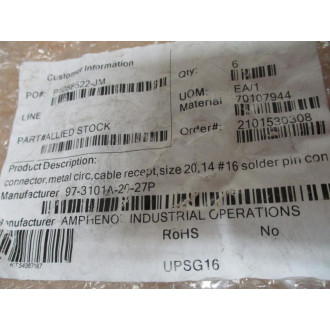 Customer Information
PO#:
LINE
PART#ALLIED STOCK
Qty: 6
UOM: EA/1
Material 70107944
Order#: 2101530308
Product Description:
connector,metal circ,cable recept,size 20,14 #16 solder pin con
Manufacturer 97-3101A-20-27P
Manufacturer AMPHENOL INDUSTRIAL OPERATIONS
RoHS No
UPSG16